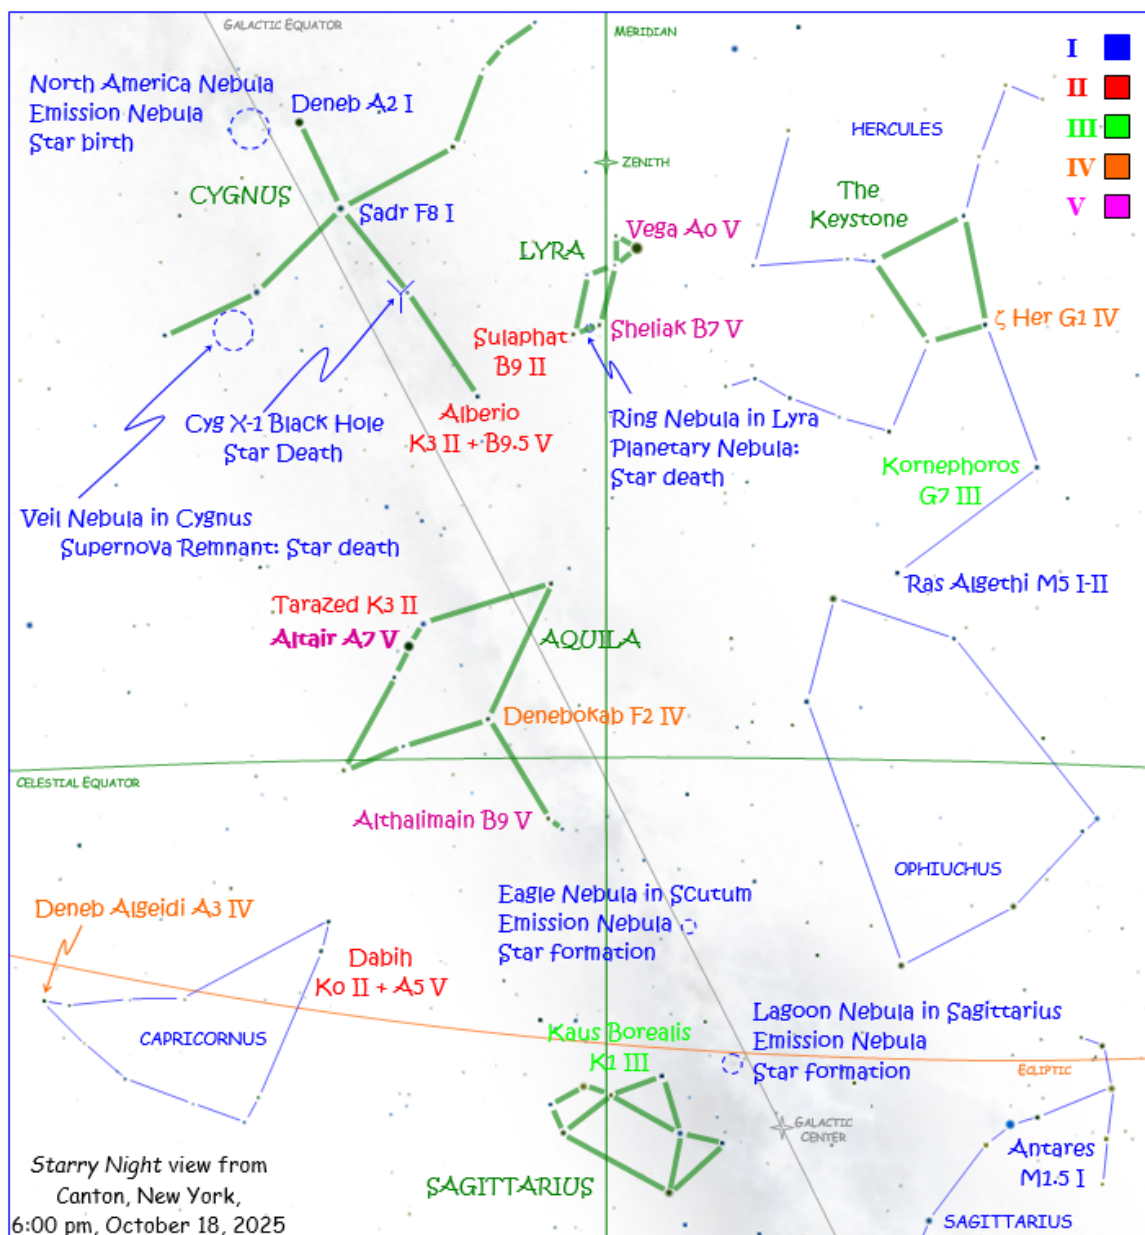 GALACTIC EQUATOR
MERIDIAN
I
II
III
IV
V
North America Nebula
Emission Nebula
Star birth
Deneb A2 I
HERCULES
ZENITH
CYGNUS
Sadr F8 I
The
Keystone
Vega A0 V
LYRA
ζ Her G1 IV
Sulaphat
B9 II
Sheliak B7 V
Alberio
K3 II + B9.5 V
Cyg X-1 Black Hole
Star Death
Ring Nebula in Lyra
Planetary Nebula:
Star death
Kornephoros
G7 III
Veil Nebula in Cygnus
Supernova Remnant: Star death
Ras Algethi M5 I-II
Tarazed K3 II
Altair A7 V
AQUILA
Denebokab F2 IV
CELESTIAL EQUATOR
Althalimain B9 V
OPHIUCHUS
Eagle Nebula in Scutum
Emission Nebula
Star formation
Deneb Algeidi A3 IV
Dabih
K0 II + A5 V
CAPRICORNUS
Lagoon Nebula in Sagittarius
Emission Nebula
Star formation
Kaus Borealis
K1 III
ECLIPTIC
GALACTIC
CENTER
Antares
M1.5 I
SAGITTARIUS
SAGITTARIUS
Starry Night view from
Canton, New York,
6:00 pm, October 18, 2025